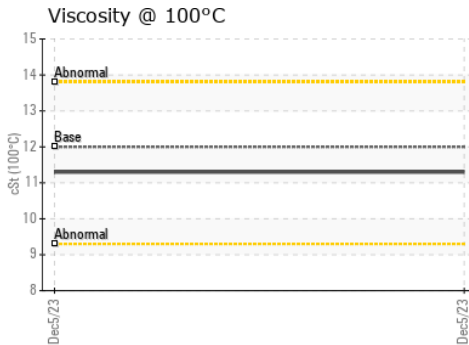 Viscosity @ 100°C
15
14
13
12
11
10
9
8
cSt (100°C)
Abnormal
Base
Abnormal
Dec5/23
Dec5/23